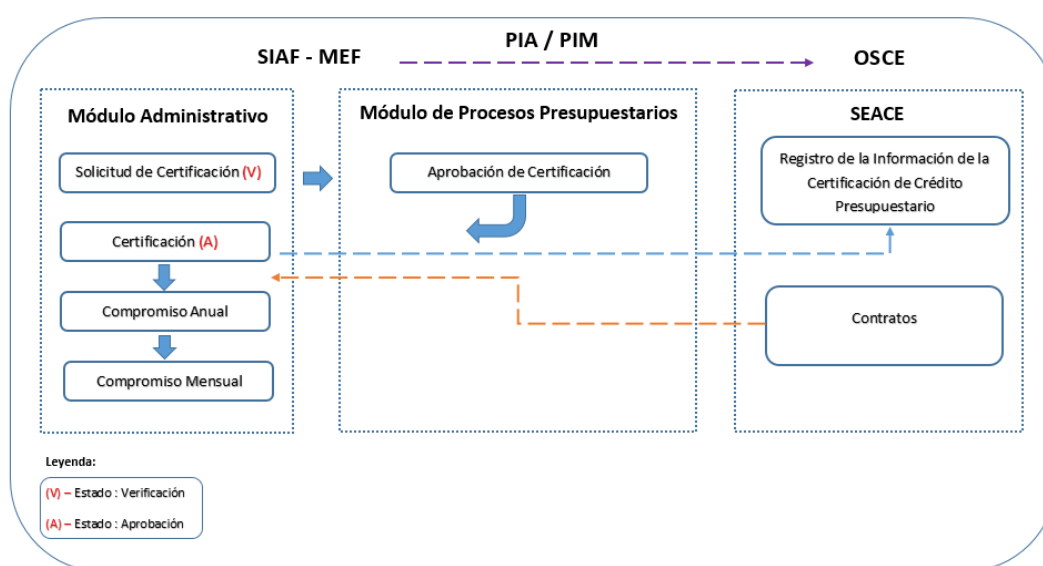 PIA / PIM
SIAF - MEF
OSCE
Módulo Administrativo
Solicitud de Certificación (V)
Certificación (A)
Compromiso Anual
Compromiso Mensual
Módulo de Procesos Presupuestarios
Aprobación de Certificación
SEACE
Registro de la Información de la
Certificación de Crédito
Presupuestario
Contratos
Leyenda:
(V) – Estado : Verificación
(A) – Estado : Aprobación